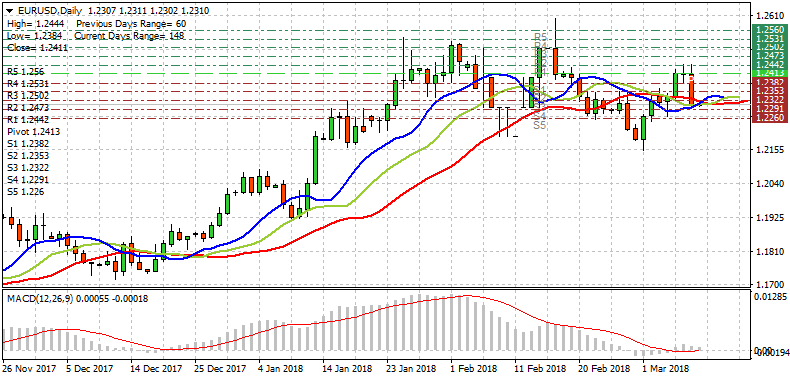 EURUSD,Daily 1.2307 1.2311 1.2302 1.2310
High= 1.2444 Previous Days Range= 60
Low= 1.2384 Current Days Range= 148
Close= 1.2411
R5 1.256
R4 1.2531
R3 1.2502
R2 1.2473
R1 1.2442
Pivot 1.2413
S1 1.2382
S2 1.2353
S3 1.2322
S4 1.2291
S5 1.226
R5
S4
S5
1.2610
1.2560
1.2531
1.2502
1.2473
1.2442
1.2413
1.2382
1.2353
1.2322
1.2291
1.2260
1.2155
1.2040
1.1925
1.1810
1.1700
MACD(12,26,9) 0.00055 -0.00018
0.01285
0.00
-0.00194
26 Nov 2017
5 Dec 2017
14 Dec 2017
25 Dec 2017
4 Jan 2018
14 Jan 2018
23 Jan 2018
1 Feb 2018
11 Feb 2018
20 Feb 2018
1 Mar 2018